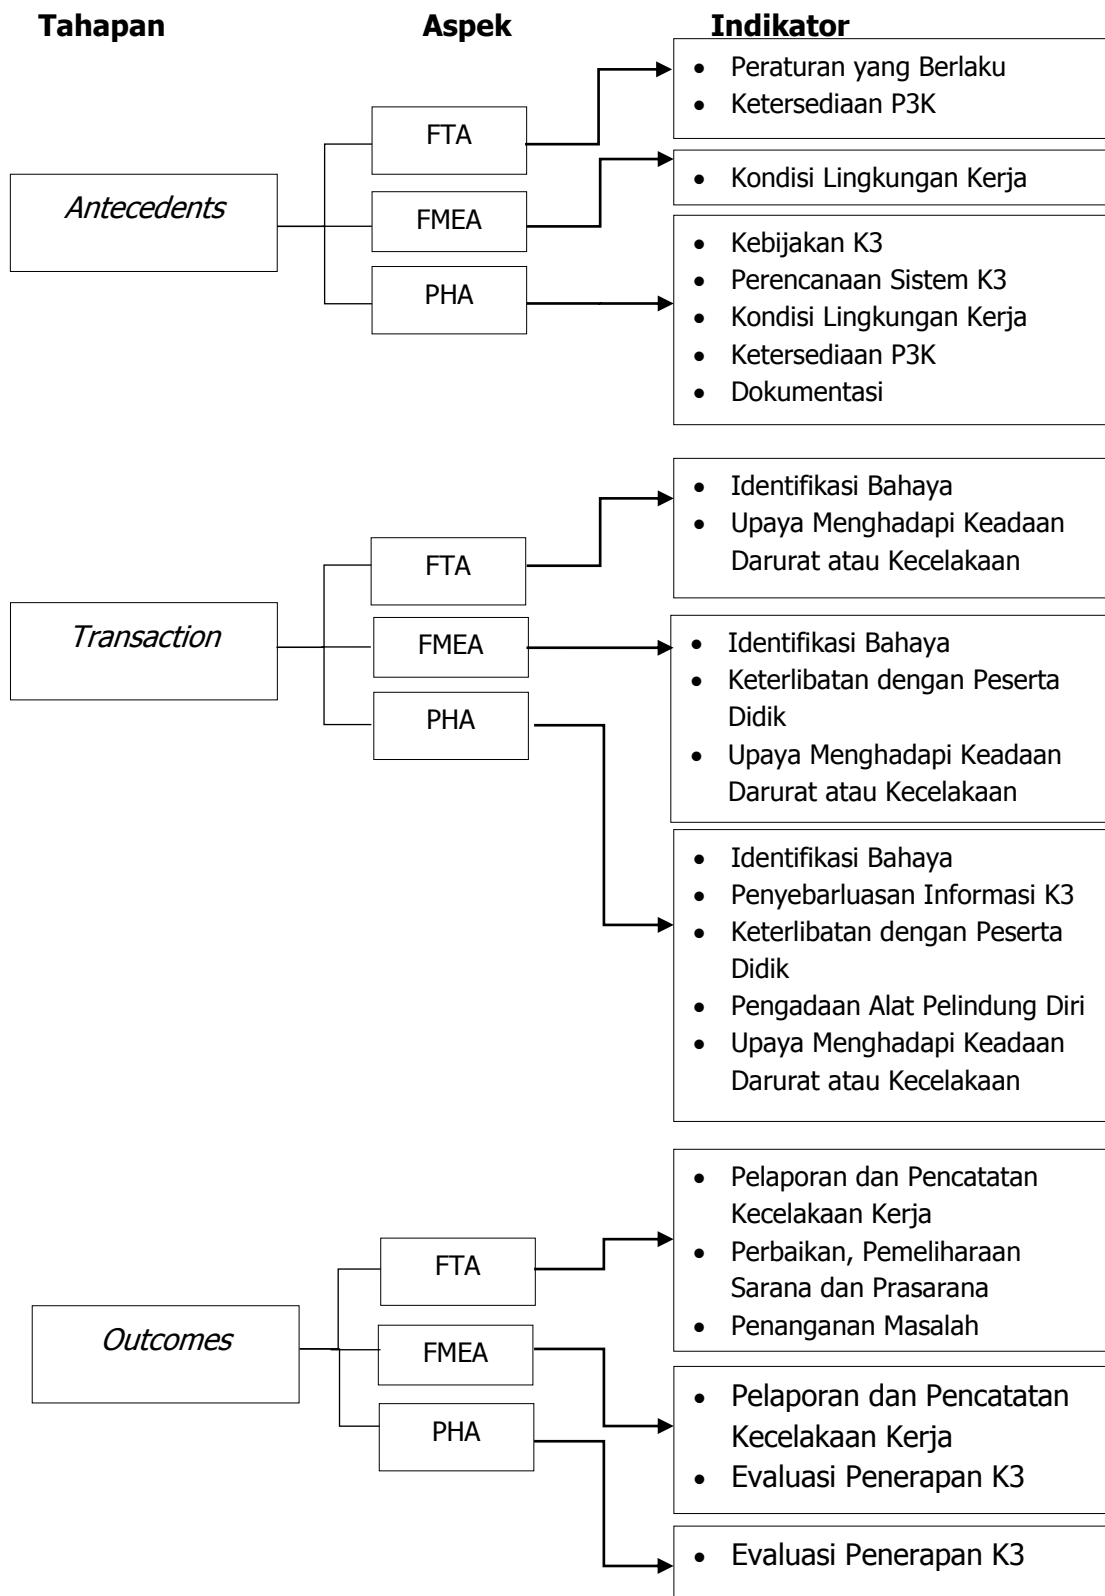 Tahapan Aspek Indikator
• Peraturan yang Berlaku
• Ketersediaan P3K
FTA
• Kondisi Lingkungan Kerja
Antecedents
FMEA
• Kebijakan K3
• Perencanaan Sistem K3
• Kondisi Lingkungan Kerja
• Ketersediaan P3K
• Dokumentasi
PHA
• Identifikasi Bahaya
• Upaya Menghadapi Keadaan
Darurat atau Kecelakaan
FTA
Transaction
FMEA
• Identifikasi Bahaya
• Keterlibatan dengan Peserta
Didik
• Upaya Menghadapi Keadaan
Darurat atau Kecelakaan
PHA
• Identifikasi Bahaya
• Penyebarluasan Informasi K3
• Keterlibatan dengan Peserta
Didik
• Pengadaan Alat Pelindung Diri
• Upaya Menghadapi Keadaan
Darurat atau Kecelakaan
• Pelaporan dan Pencatatan
Kecelakaan Kerja
• Perbaikan, Pemeliharaan
Sarana dan Prasarana
• Penanganan Masalah
FTA
Outcomes
FMEA
• Pelaporan dan Pencatatan
Kecelakaan Kerja
• Evaluasi Penerapan K3
PHA
• Evaluasi Penerapan K3